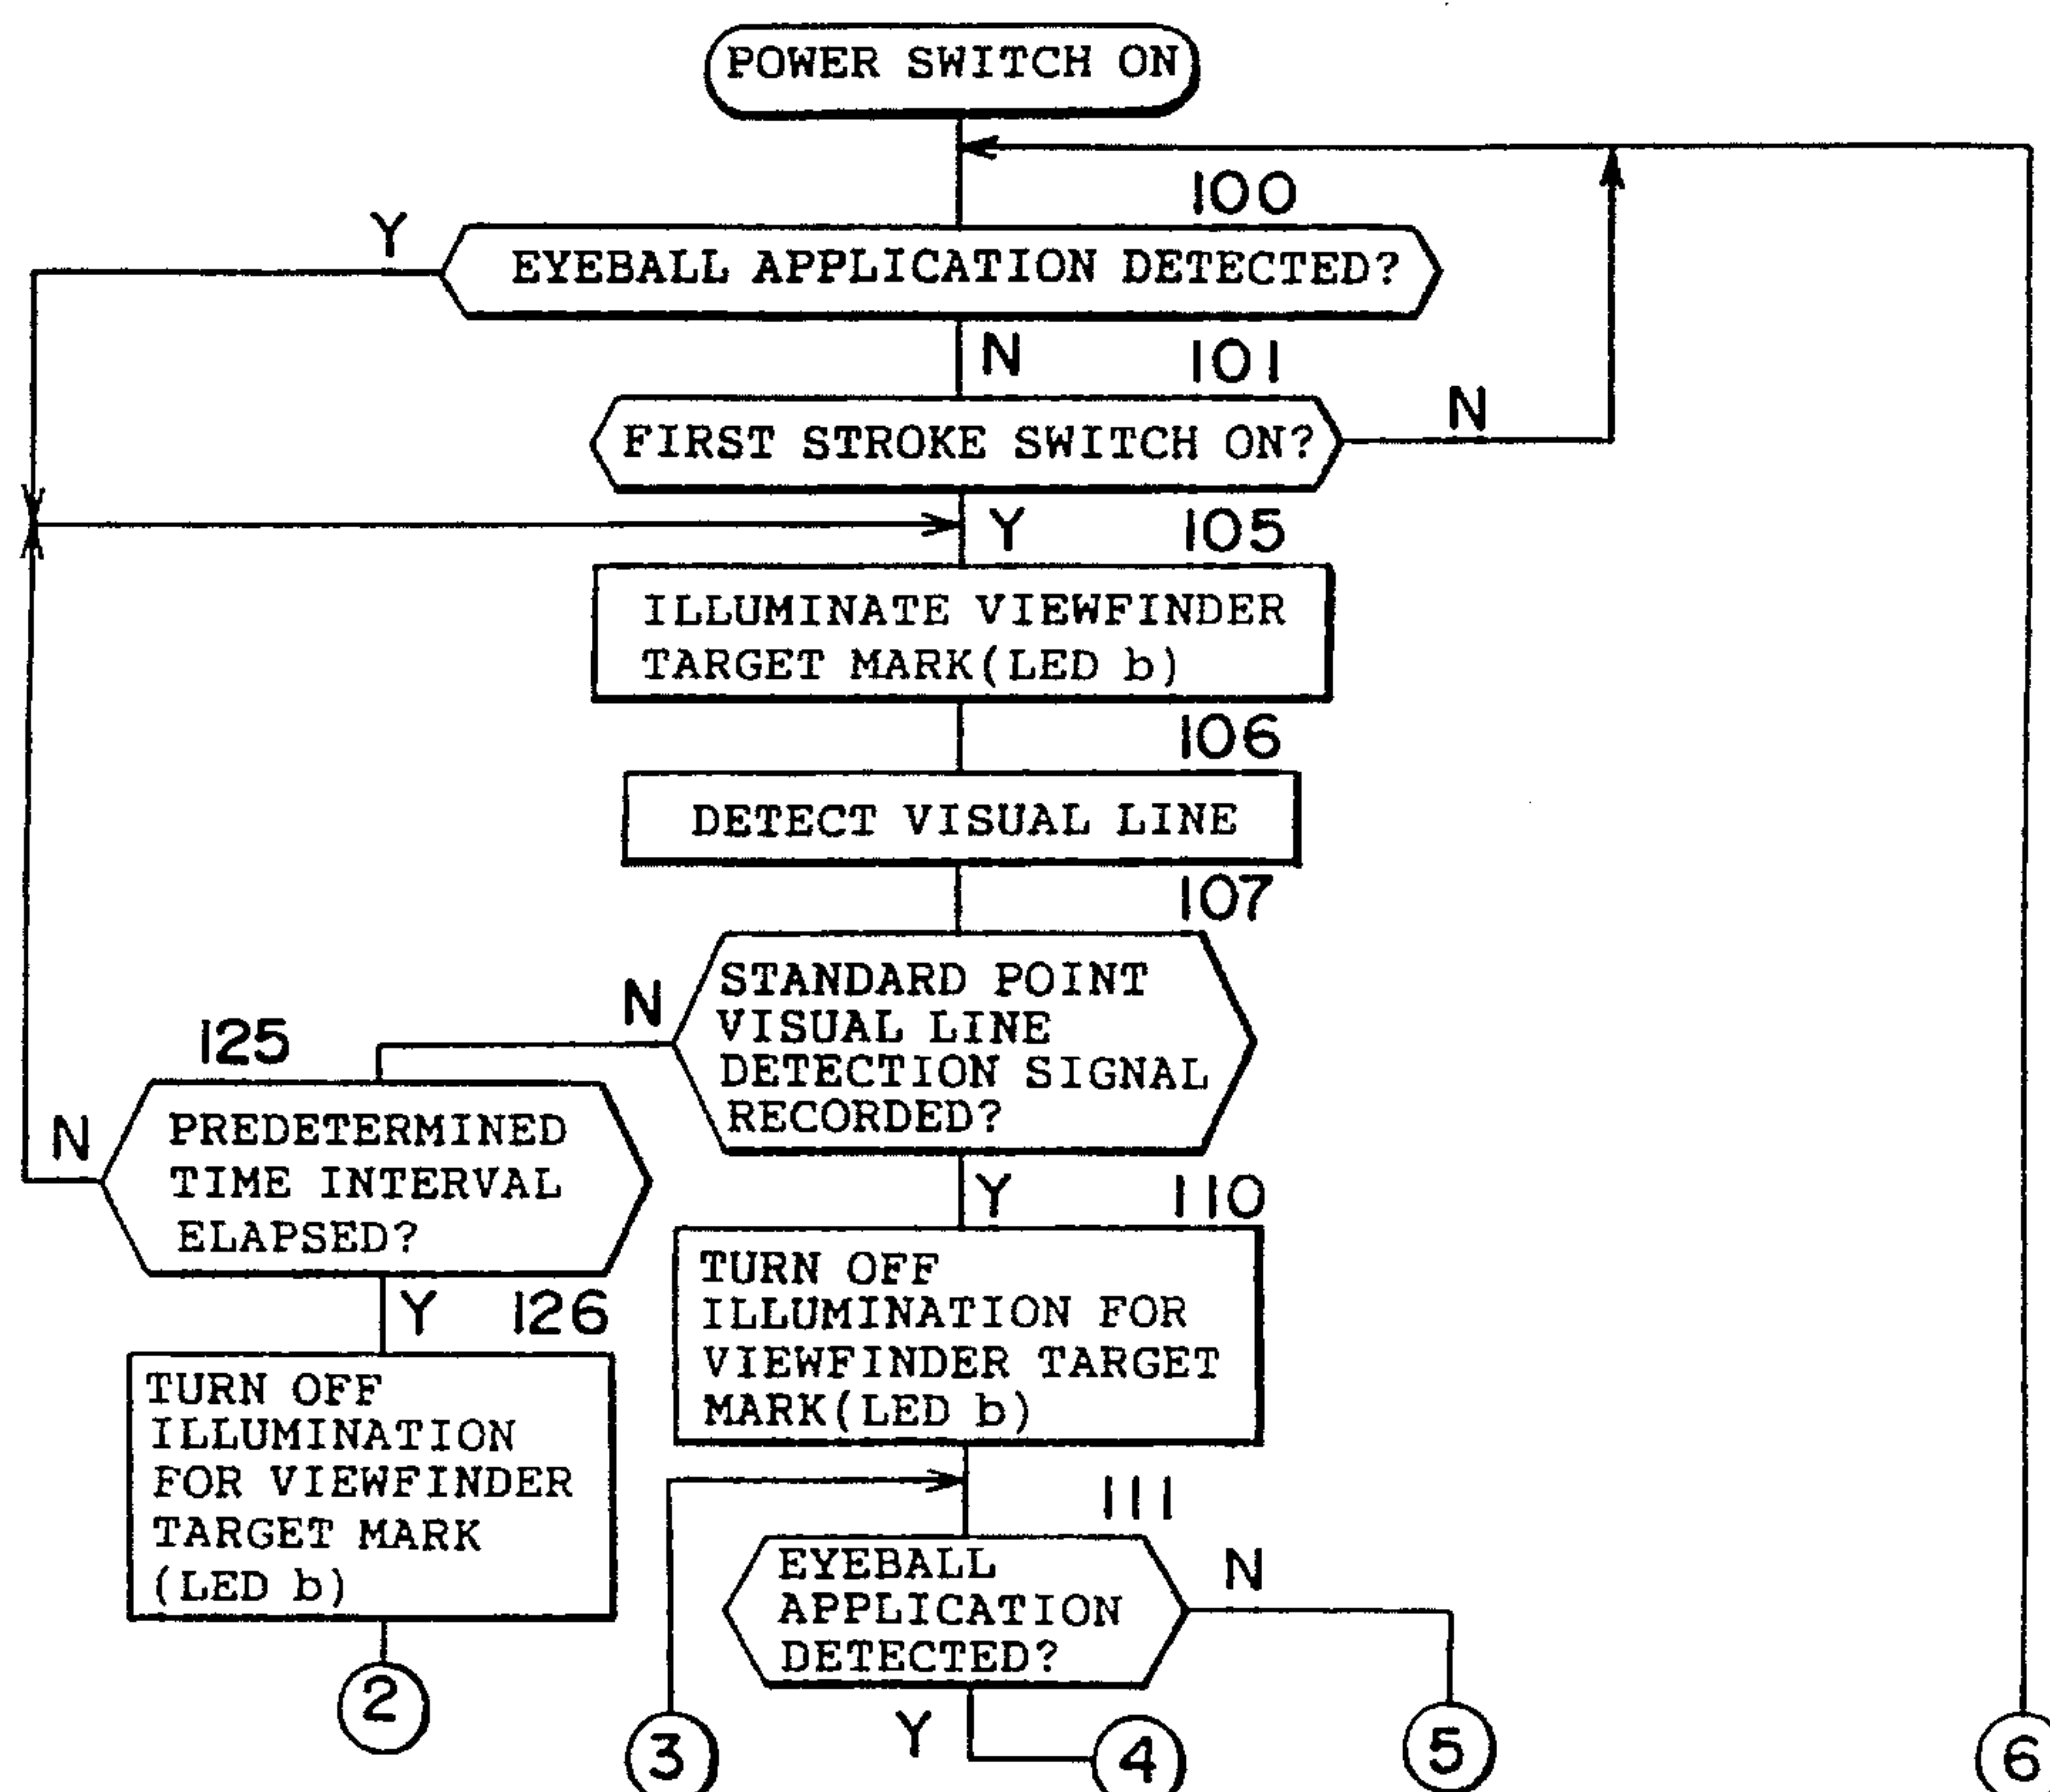 POWER SWITCH ON
100
Y
EYEBALL APPLICATION DETECTED?
N
101
FIRST STROKE SWITCH ON?
N
Y
105
ILLUMINATE VIEWFINDER
TARGET MARK(LED b)
106
DETECT VISUAL LINE
107
STANDARD POINT
VISUAL LINE
DETECTION SIGNAL
RECORDED?
N
125
PREDETERMINED
TIME INTERVAL
ELAPSED?
N
Y
110
TURN OFF
ILLUMINATION FOR
VIEWFINDER TARGET
MARK(LED b)
Y
126
TURN OFF
ILLUMINATION
FOR VIEWFINDER
TARGET MARK
(LED b)
2
111
EYEBALL
APPLICATION
DETECTED?
N
Y
3
4
5
6